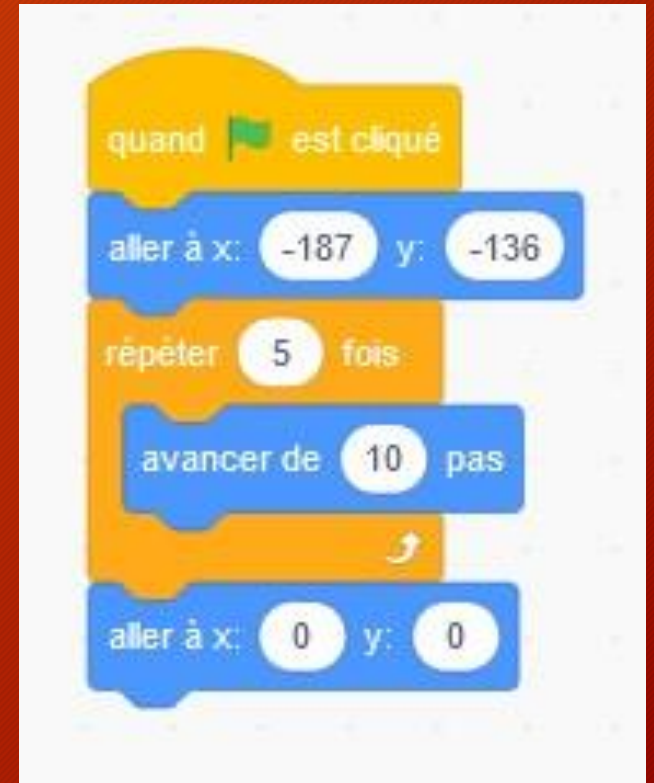 quand est cliqué
aller à x: -187 y: -136
répéter 5 fois
avancer de 10 pas
aller à x: 0 y: 0